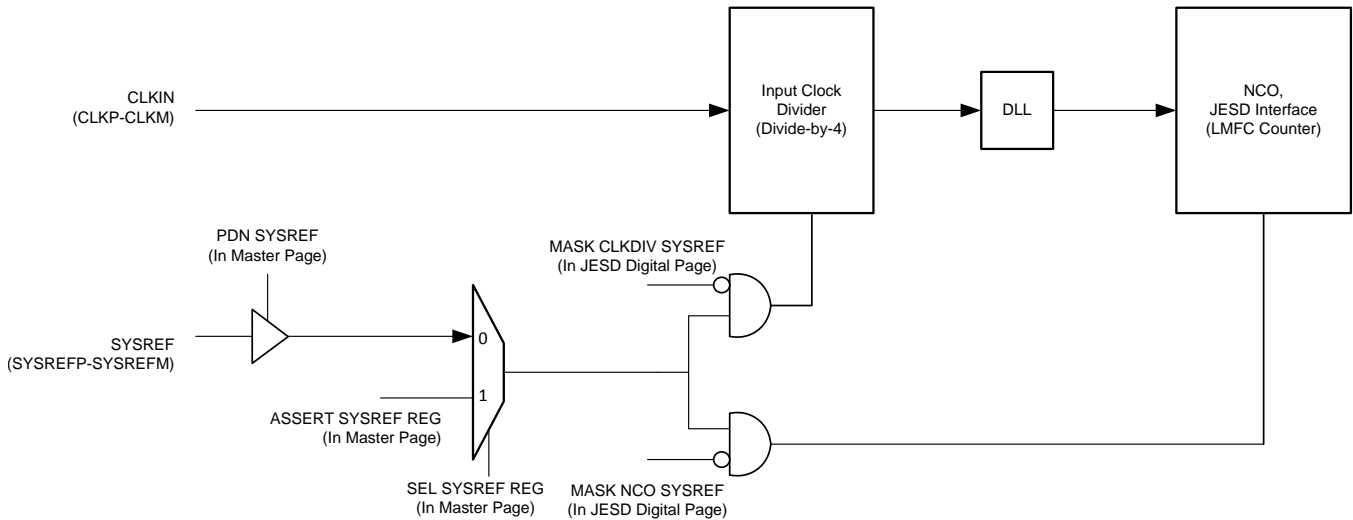 CLKIN
(CLKP-CLKM)
Input Clock
Divider
(Divide-by-4)
DLL
NCO,
JESD Interface
(LMFC Counter)
PDN SYSREF
(In Master Page)
MASK CLKDIV SYSREF
(In JESD Digital Page)
SYSREF
(SYSREFP-SYSREFM)
0
1
ASSERT SYSREF REG
(In Master Page)
SEL SYSREF REG
(In Master Page)
MASK NCO SYSREF
(In JESD Digital Page)